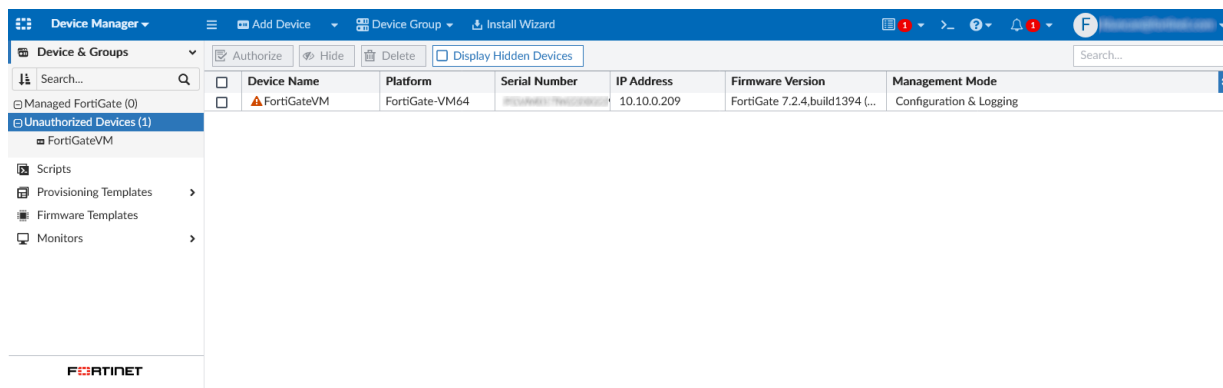 Device Manager
Add Device
Device Group
Install Wizard
1
1
F
Device & Groups
Authorize
Hide
Delete
Display Hidden Devices
Search...
Search...
Device Name Platform Serial Number IP Address Firmware Version Management Mode
Managed FortiGate (0)
FortiGateVM FortiGate-VM64 10.10.0.209 FortiGate 7.2.4,build1394 (... Configuration & Logging
Unauthorized Devices (1)
FortiGateVM
Scripts
Provisioning Templates
Firmware Templates
Monitors
FORTINET